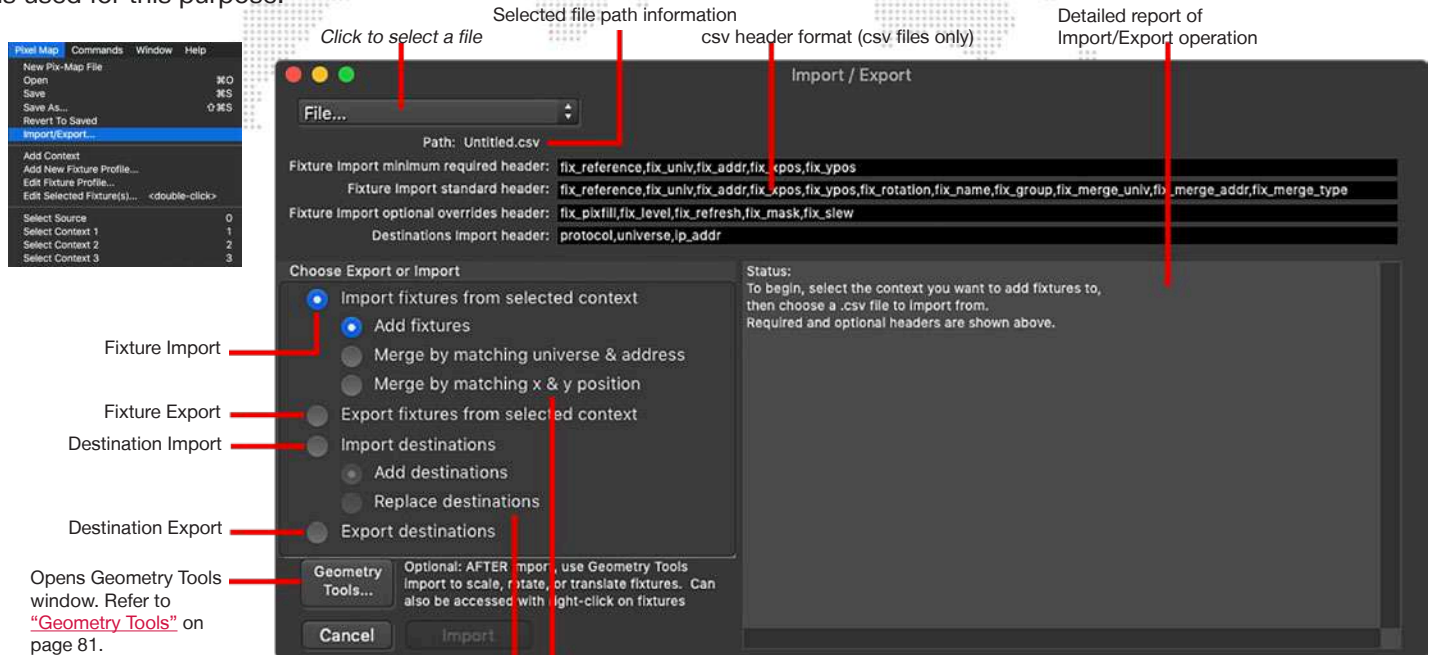 is used for this purpose.
Selected file path information
Detailed report of
Import/Export operation
Click to select a file
csv header format (csv files only)
Pixel Map Commands Window Help
New Pix-Map File
Open ⌘O
Save ⌘S
Save As... ⇧⌘S
Revert To Saved
Import/Export...
Add Context
Add New Fixture Profile...
Edit Fixture Profile...
Edit Selected Fixture(s)... <double-click>
Select Source 0
Select Context 1 1
Select Context 2 2
Select Context 3 3
Import / Export
File...
Path: Untitled.csv
Fixture Import minimum required header: fix_reference,fix_univ,fix_addr,fix_xpos,fix_ypos
Fixture Import standard header: fix_reference,fix_univ,fix_addr,fix_xpos,fix_ypos,fix_rotation,fix_name,fix_group,fix_merge_univ,fix_merge_addr,fix_merge_type
Fixture Import optional overrides header: fix_pixfill,fix_level,fix_refresh,fix_mask,fix_slew
Destinations Import header: protocol,universe,ip_addr
Choose Export or Import
Import fixtures from selected context
Add fixtures
Merge by matching universe & address
Merge by matching x & y position
Export fixtures from selected context
Import destinations
Add destinations
Replace destinations
Export destinations
Status:
To begin, select the context you want to add fixtures to,
then choose a .csv file to import from.
Required and optional headers are shown above.
Fixture Import
Fixture Export
Destination Import
Destination Export
Opens Geometry Tools
window. Refer to
"Geometry Tools" on
page 81.
Geometry
Tools...
Optional: AFTER import, use Geometry Tools
import to scale, rotate, or translate fixtures. Can
also be accessed with right-click on fixtures
Cancel
Import